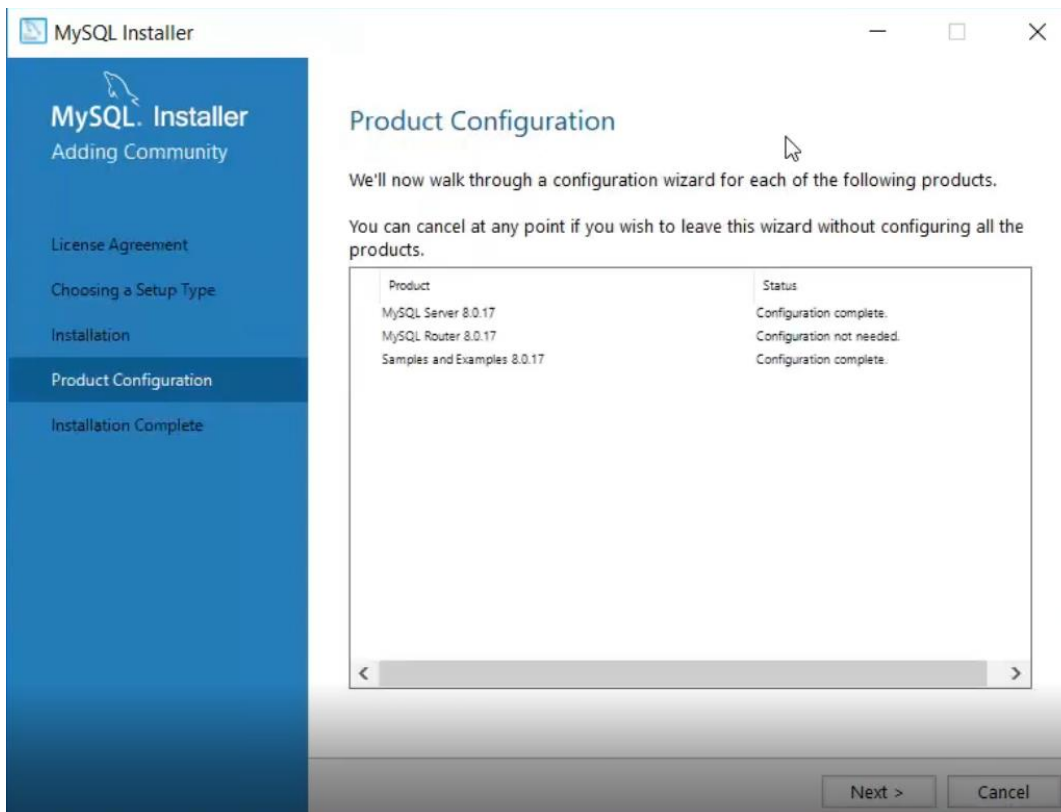 MySQL Installer
MySQL. Installer
Adding Community
License Agreement
Choosing a Setup Type
Installation
Product Configuration
Installation Complete
Product Configuration
We'll now walk through a configuration wizard for each of the following products.
You can cancel at any point if you wish to leave this wizard without configuring all the
products.
Product Status
MySQL Server 8.0.17 Configuration complete.
MySQL Router 8.0.17 Configuration not needed.
Samples and Examples 8.0.17 Configuration complete.
Next >
Cancel